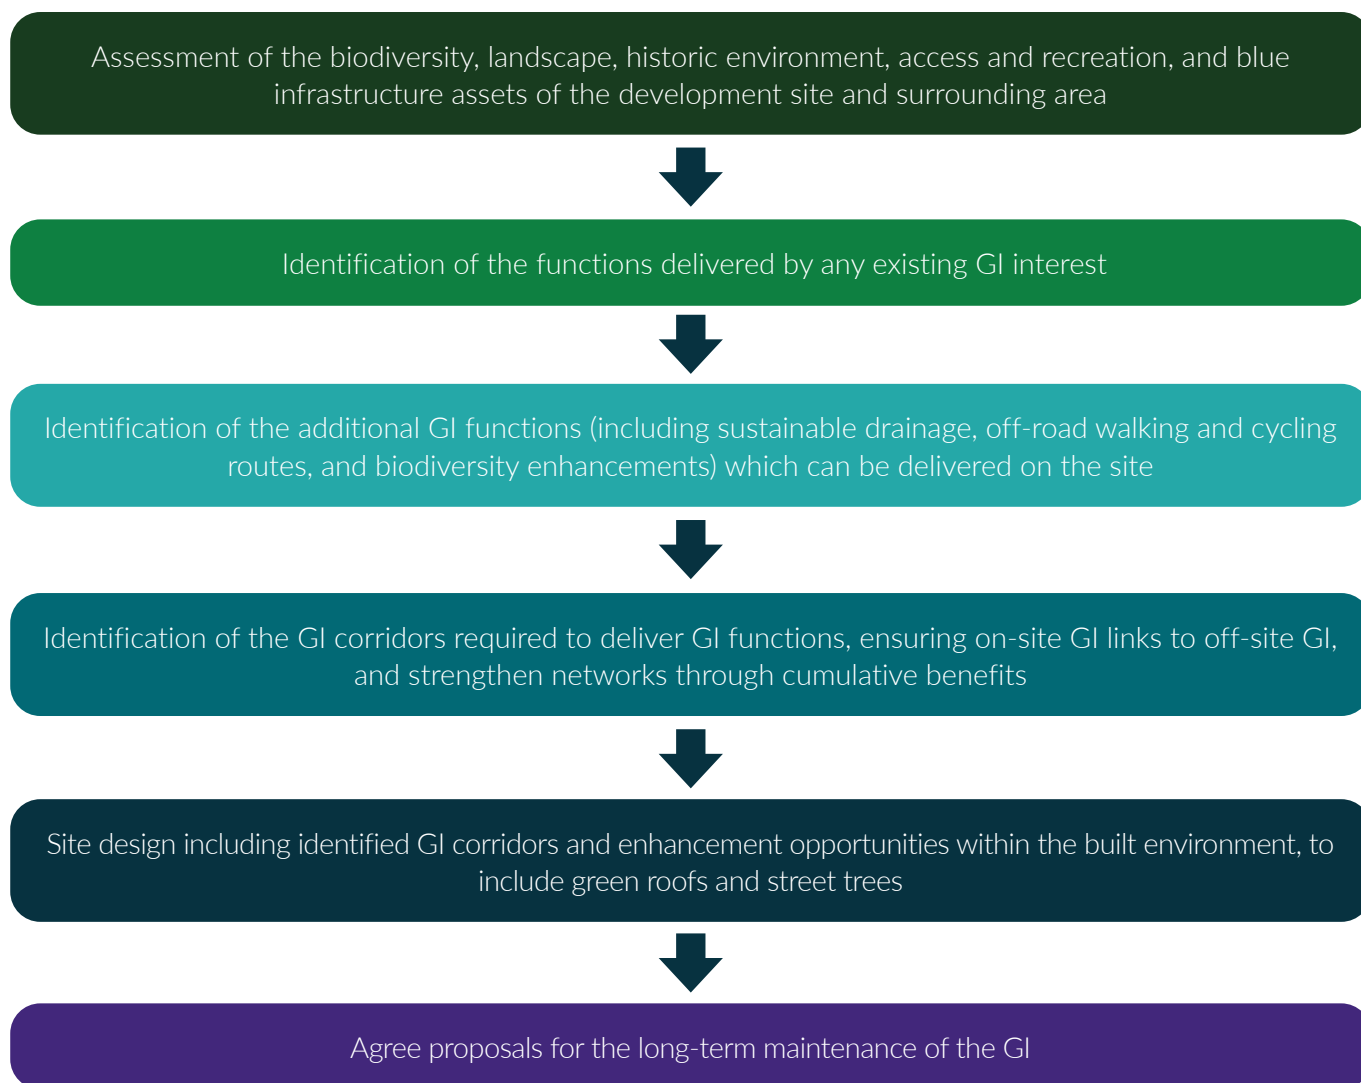 Assessment of the biodiversity, landscape, historic environment, access and recreation, and blue
infrastructure assets of the development site and surrounding area
Identification of the functions delivered by any existing GI interest
Identification of the additional GI functions (including sustainable drainage, off-road walking and cycling
routes, and biodiversity enhancements) which can be delivered on the site
Identification of the GI corridors required to deliver GI functions, ensuring on-site GI links to off-site GI,
and strengthen networks through cumulative benefits
Site design including identified GI corridors and enhancement opportunities within the built environment, to
include green roofs and street trees
Agree proposals for the long-term maintenance of the GI